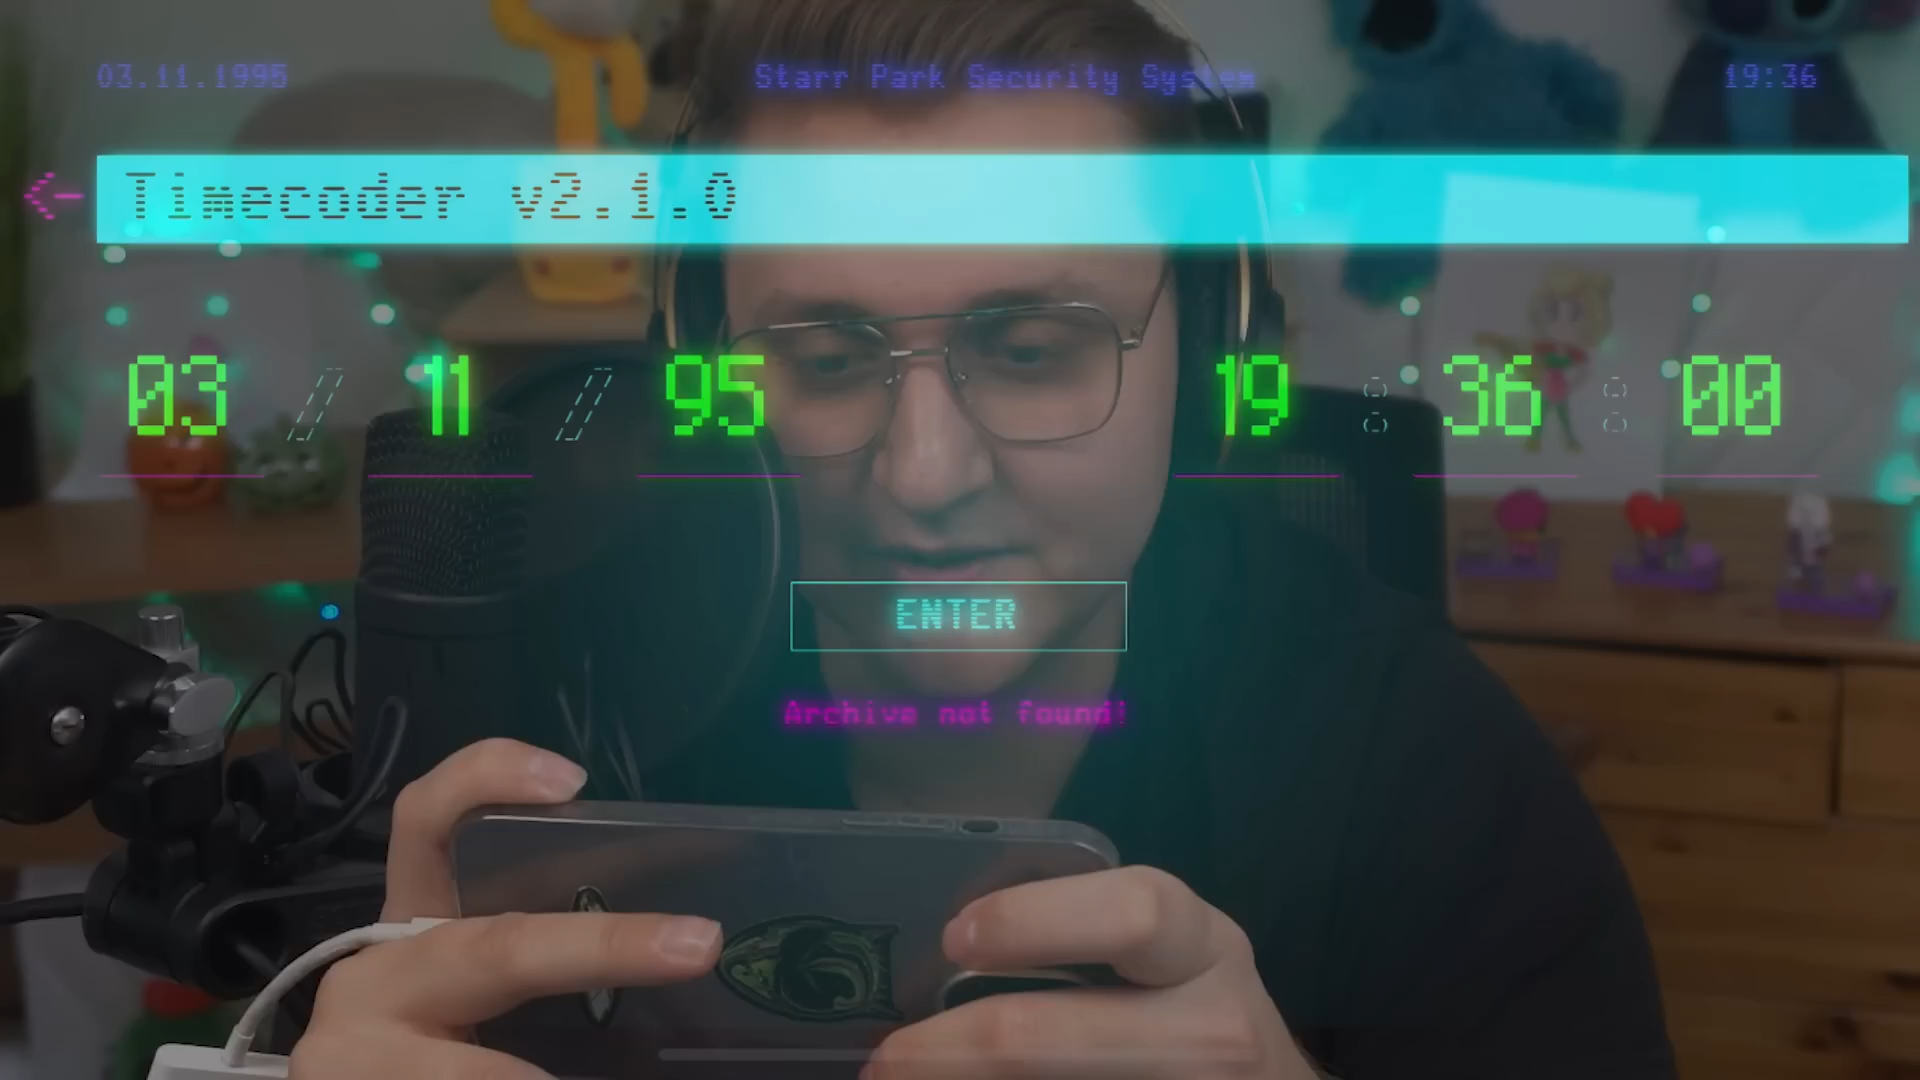 03.11.1995 Starr Park Security System 19:36
<- Timecoder v2.1.0
03 // 11 // 95 19 : 36 : 00
ENTER
Archive not found!